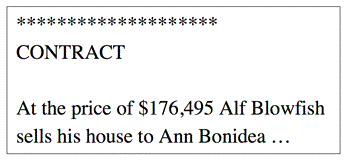 ********************
CONTRACT
At the price of $176,495 Alf Blowfish
sells his house to Ann Bonidea …